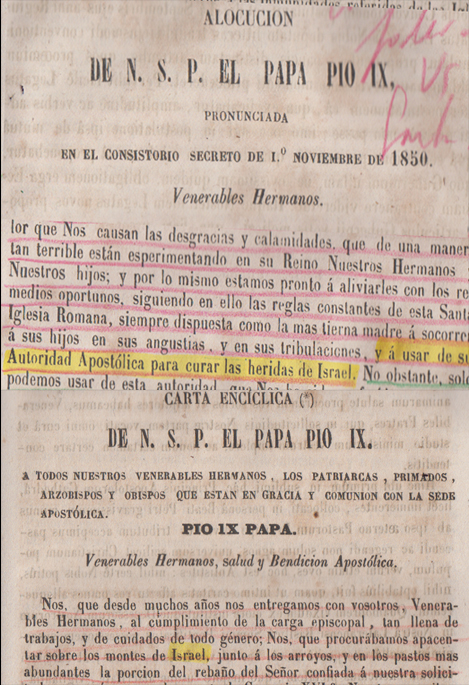 ALOCUCION
DE N. S. P. EL PAPA PIO IX.
PRONUNCIADA
EN EL CONSISTORIO SECRETO DE I.º NOVIEMBRE DE 1850.
Venerables Hermanos.
lor que Nos causan las desgracias y calamidades, que de una maner
tan terrible están esperimentando en su Reino Nuestros Hermanos
Nuestros hijos; y por lo mismo estamos pronto á aliviarles con los re
medios oportunos, siguiendo en ello las reglas constantes de esta Sant
Iglesia Romana, siempre dispuesta como la mas tierna madre á socorre
a sus hijos en sus angustias, y en sus tribulaciones, y á usar de su
Autoridad Apostólica para curar las heridas de Israel. No obstante, solo
podemos usar de esta autoridad
CARTA ENCÍCLICA (*)
DE N. S. P. EL PAPA PIO IX.
A TODOS NUESTROS VENERABLES HERMANOS, LOS PATRIARCAS, PRIMADOS,
ARZOBISPOS Y OBISPOS QUE ESTAN EN GRACIA Y COMUNION CON LA SEDE
APOSTÓLICA.
PIO IX PAPA.
Venerables Hermanos, salud y Bendicion Apostólica.
Nos, que desde muchos años nos entregamos con vosotros, Venera-
bles Hermanos, al cumplimiento de la carga episcopal, tan llena de
trabajos, y de cuidados de todo género; Nos, que procurábamos apacen-
tar sobre los montes de Israel, junto á los arroyos, y en los pastos mas
abundantes la porcion del rebaño del Señor confiada á nuestra solici-